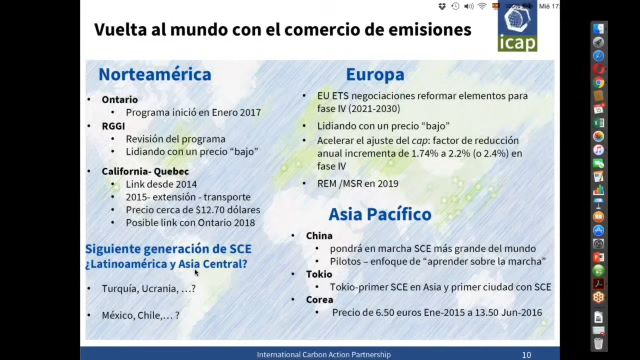 Mié 17:
Vuelta al mundo con el comercio de emisiones
icap
Norteamérica
• Ontario
• Programa inició en Enero 2017
• RGGI
• Revisión del programa
• Lidiando con un precio “bajo”
• California- Quebec
• Link desde 2014
• 2015- extensión - transporte
• Precio cerca de $12.70 dólares
• Posible link con Ontario 2018
Siguiente generación de SCE
¿Latinoamérica y Asia Central?
• Turquía, Ucrania, …?
• México, Chile,… ?
Europa
• EU ETS negociaciones reformar elementos para
fase IV (2021-2030)
• Lidiando con un precio “bajo”
• Acelerar el ajuste del cap: factor de reducción
anual incrementa de 1.74% a 2.2% (o 2.4%) en
fase IV
• REM /MSR en 2019
Asia Pacífico
• China
• pondrá en marcha SCE más grande del mundo
• Pilotos – enfoque de “aprender sobre la marcha”
• Tokio
• Tokio-primer SCE en Asia y primer ciudad con SCE
• Corea
• Precio de 6.50 euros Ene-2015 a 13.50 Jun-2016
International Carbon Action Partnership
10